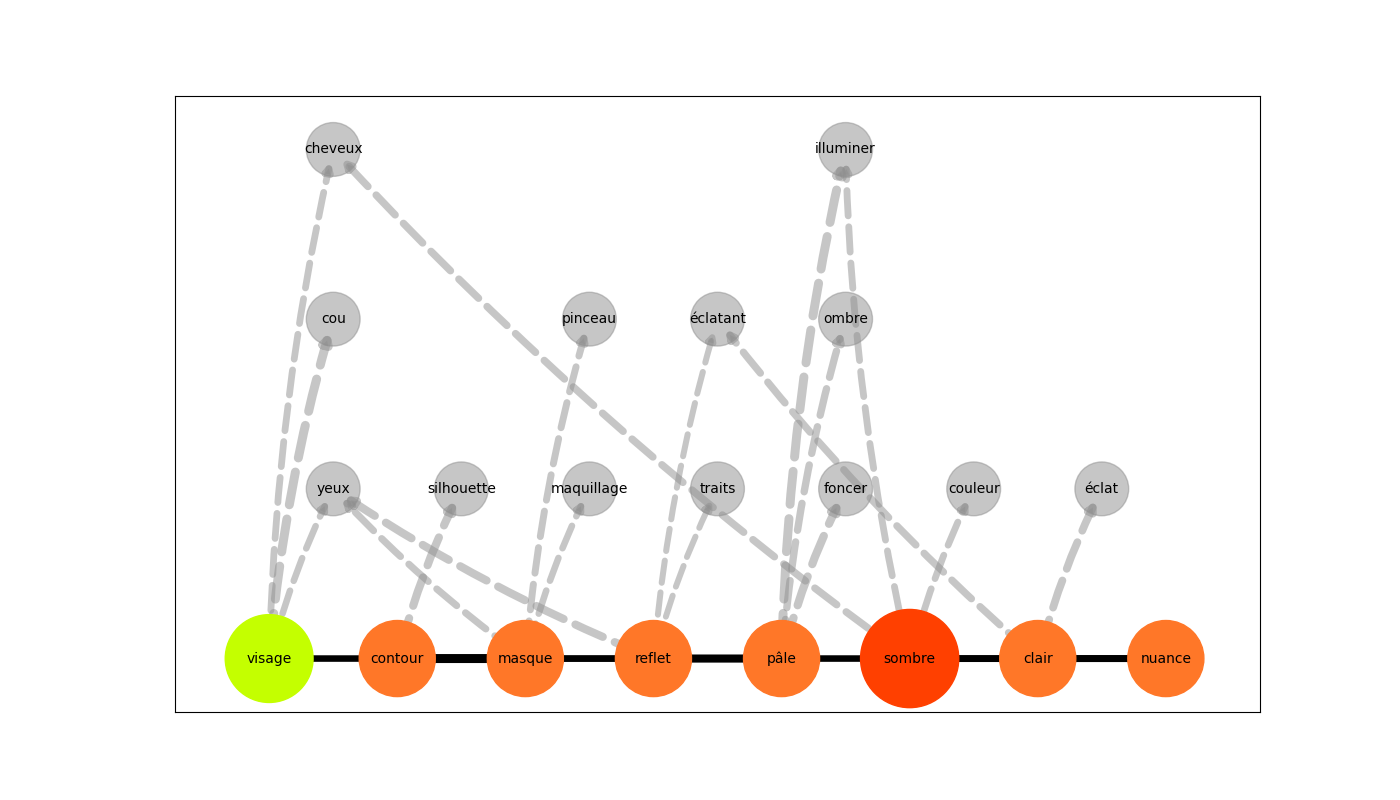 cheveux illuminer
cou pinceau éclatant ombre
yeux silhouette maquillage traits foncer couleur éclat
visage contour masque reflet pâle sombre clair nuance